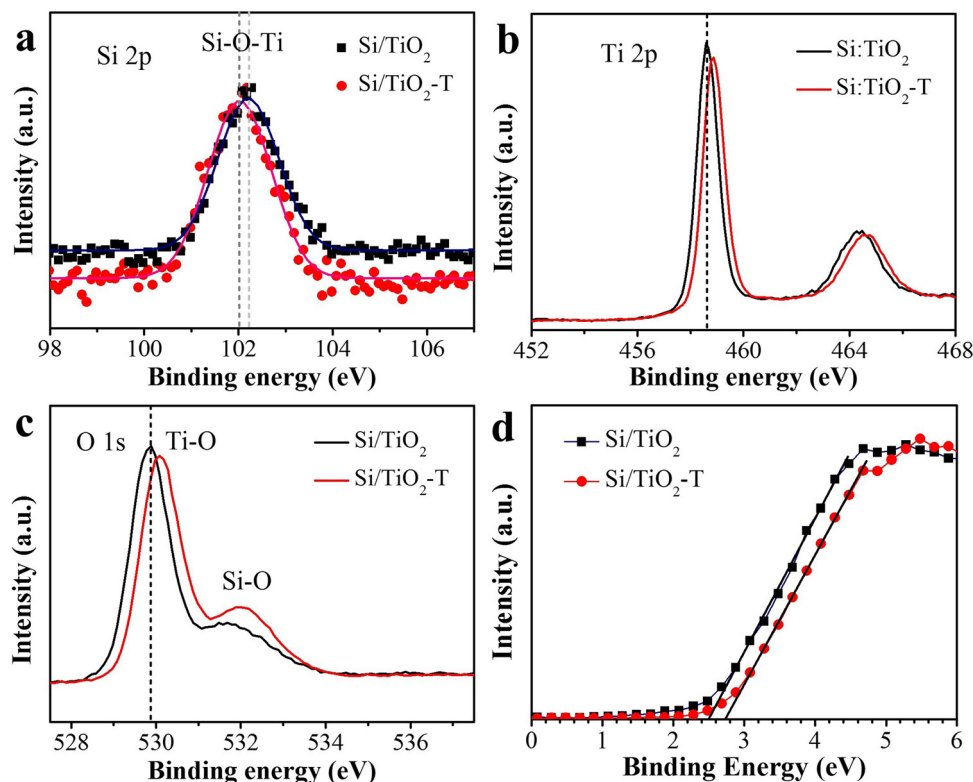 a
Si 2p
Si-O-Ti
Si/TiO2
Si/TiO2-T
Intensity (a.u.)
98 100 102 104 106
Binding energy (eV)
b
Ti 2p
Si:TiO2
Si:TiO2-T
Intensity (a.u.)
452 456 460 464 468
Binding energy (eV)
c
O 1s
Ti-O
Si/TiO2
Si/TiO2-T
Si-O
Intensity (a.u.)
528 530 532 534 536
Binding energy (eV)
d
Si/TiO2
Si/TiO2-T
Intensity (a.u.)
0 1 2 3 4 5 6
Binding Energy (eV)